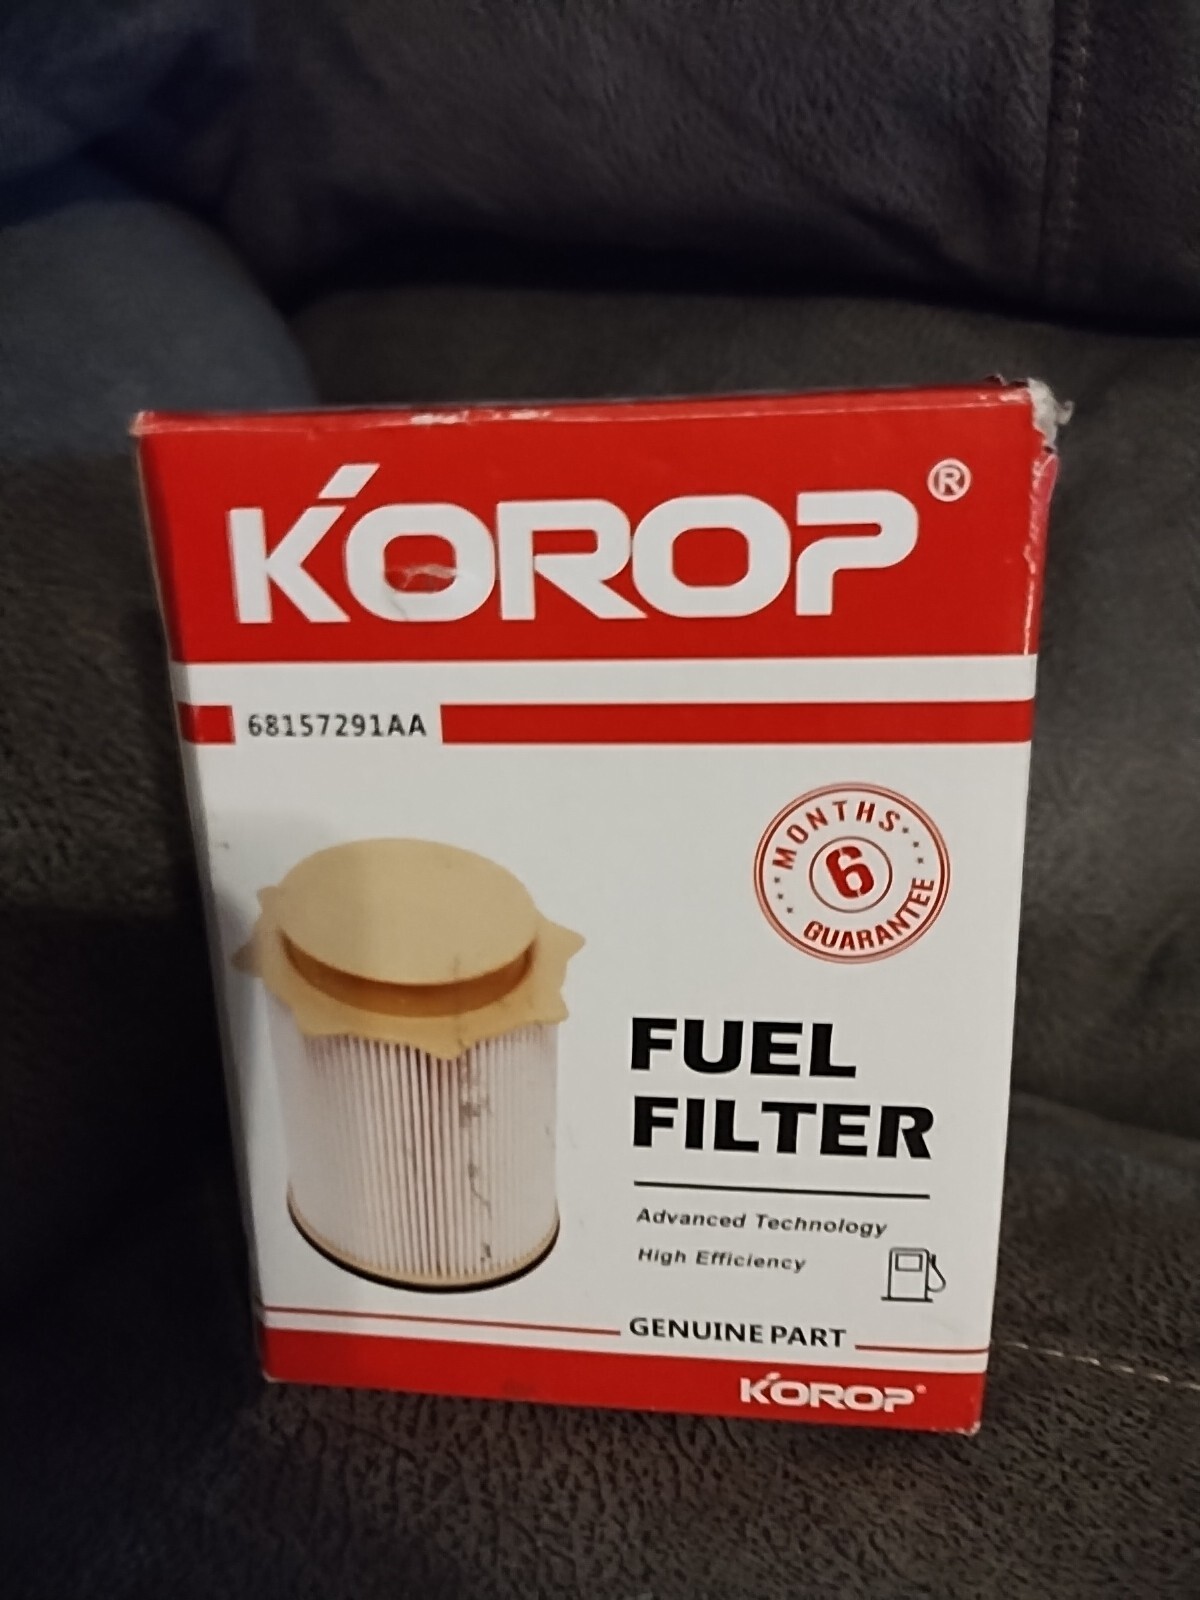 KOROP®
68157291AA
MONTHS
6
GUARANTEE
FUEL
FILTER
Advanced Technology
High Efficiency
GENUINE PART
KOROP